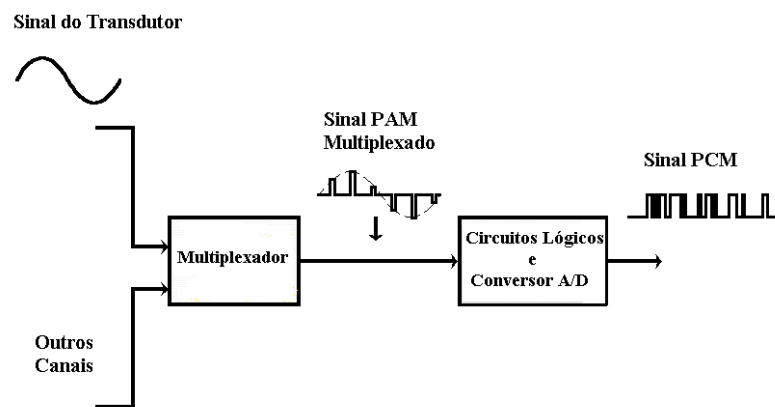 Sinal do Transdutor
Sinal PAM
Multiplexado
Sinal PCM
Multiplexador
Circuitos Lógicos
e
Conversor A/D
Outros
Canais